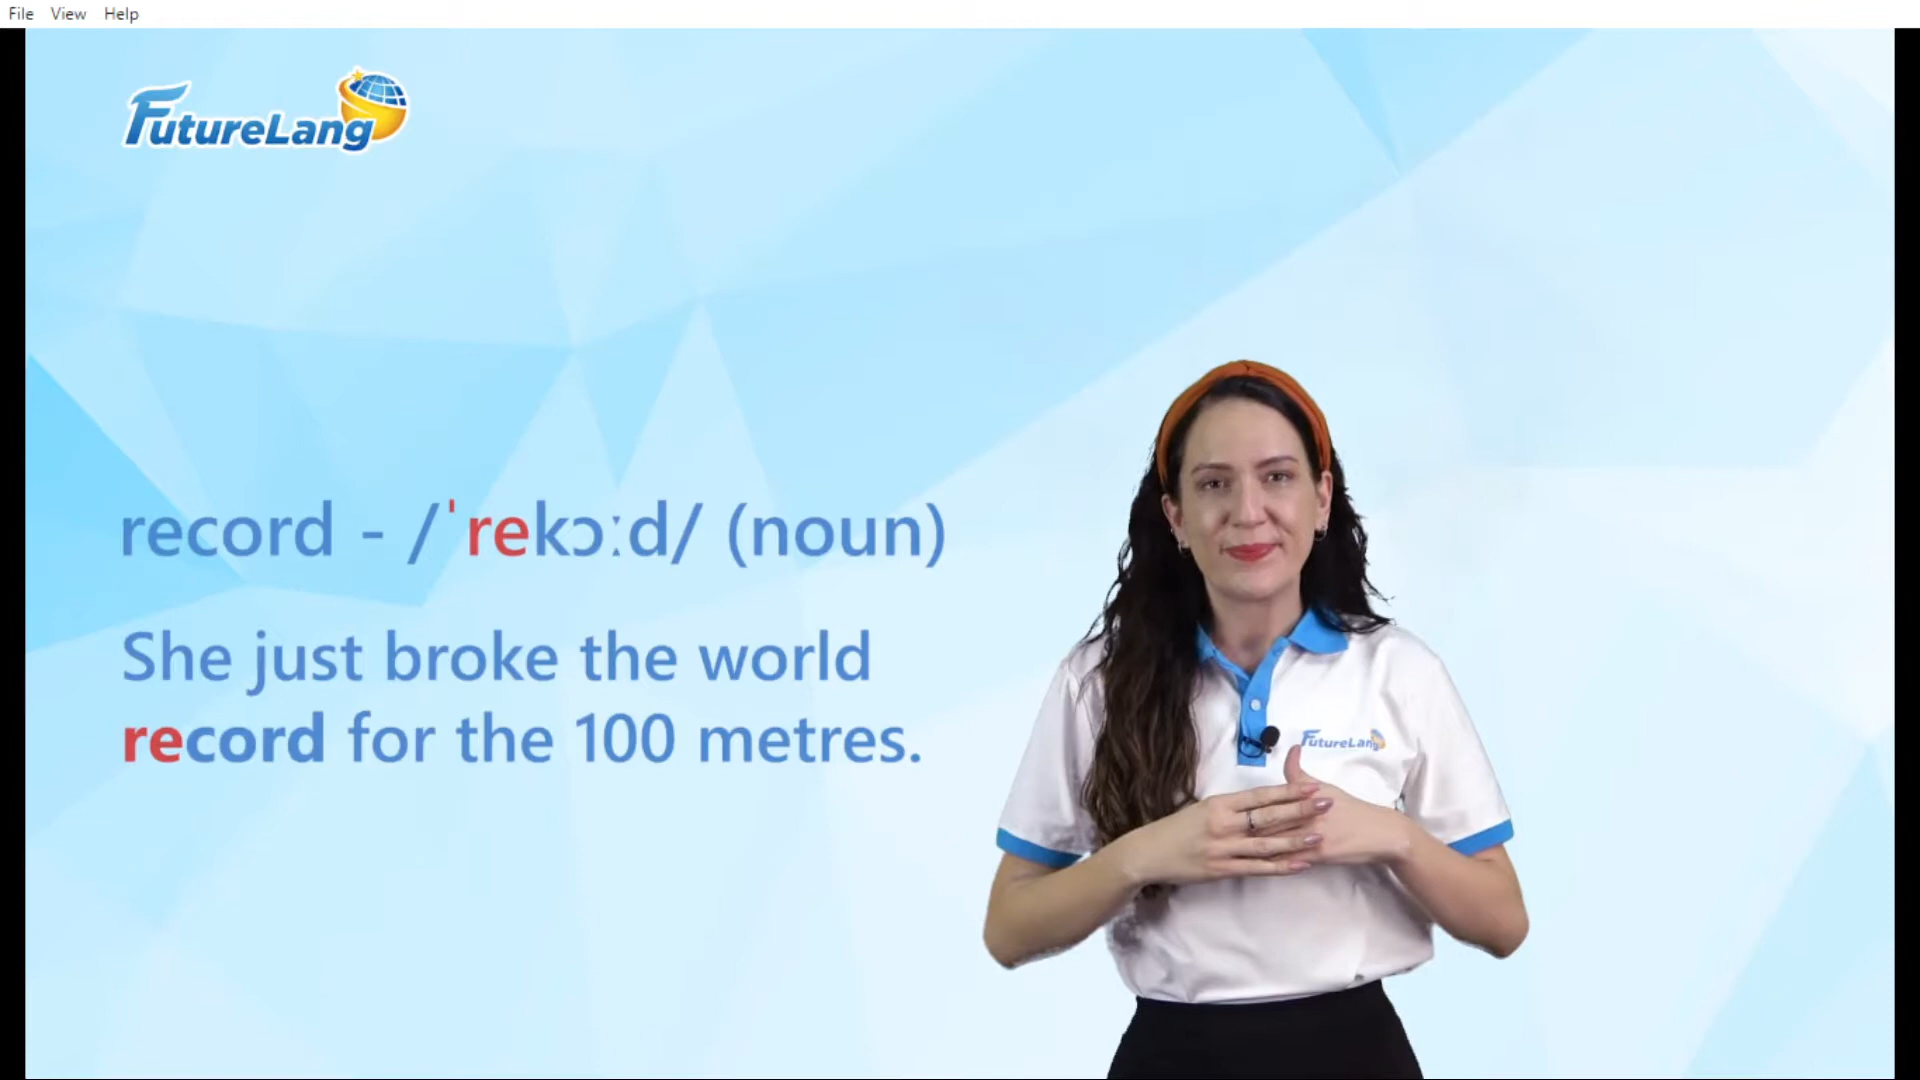 File View Help
FutureLang
record - /ˈrekɔːd/ (noun)
She just broke the world
record for the 100 metres.
FutureLang